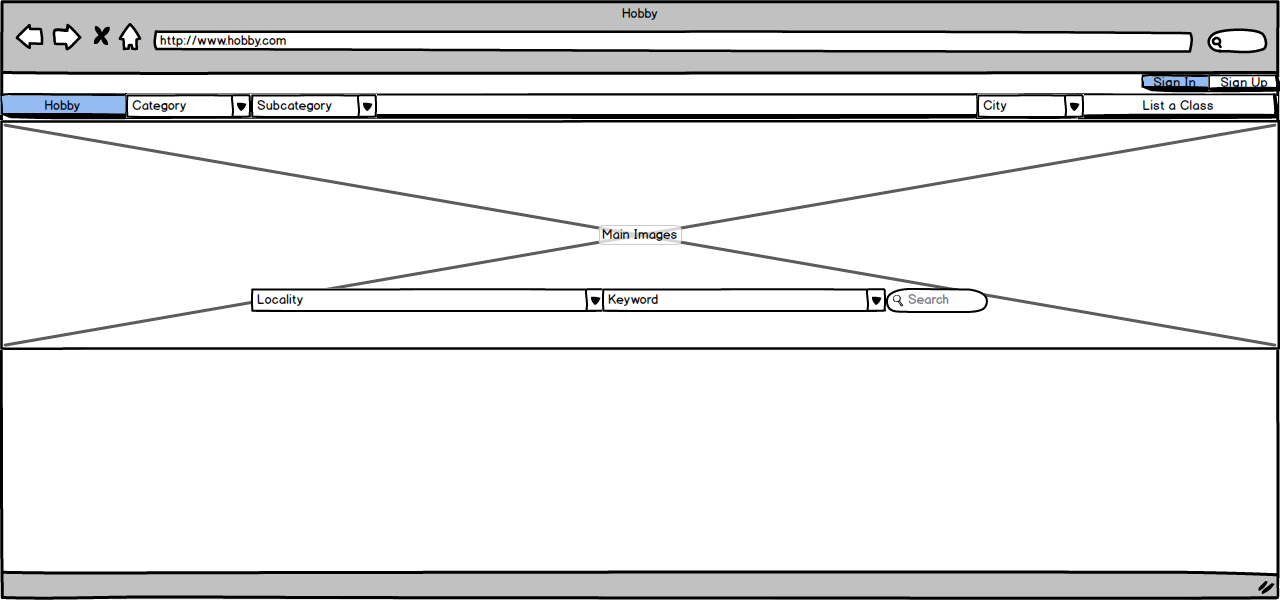 Hobby
http://www.hobby.com
Sign In Sign Up
Hobby Category Subcategory City List a Class
Main Images
Locality Keyword Search